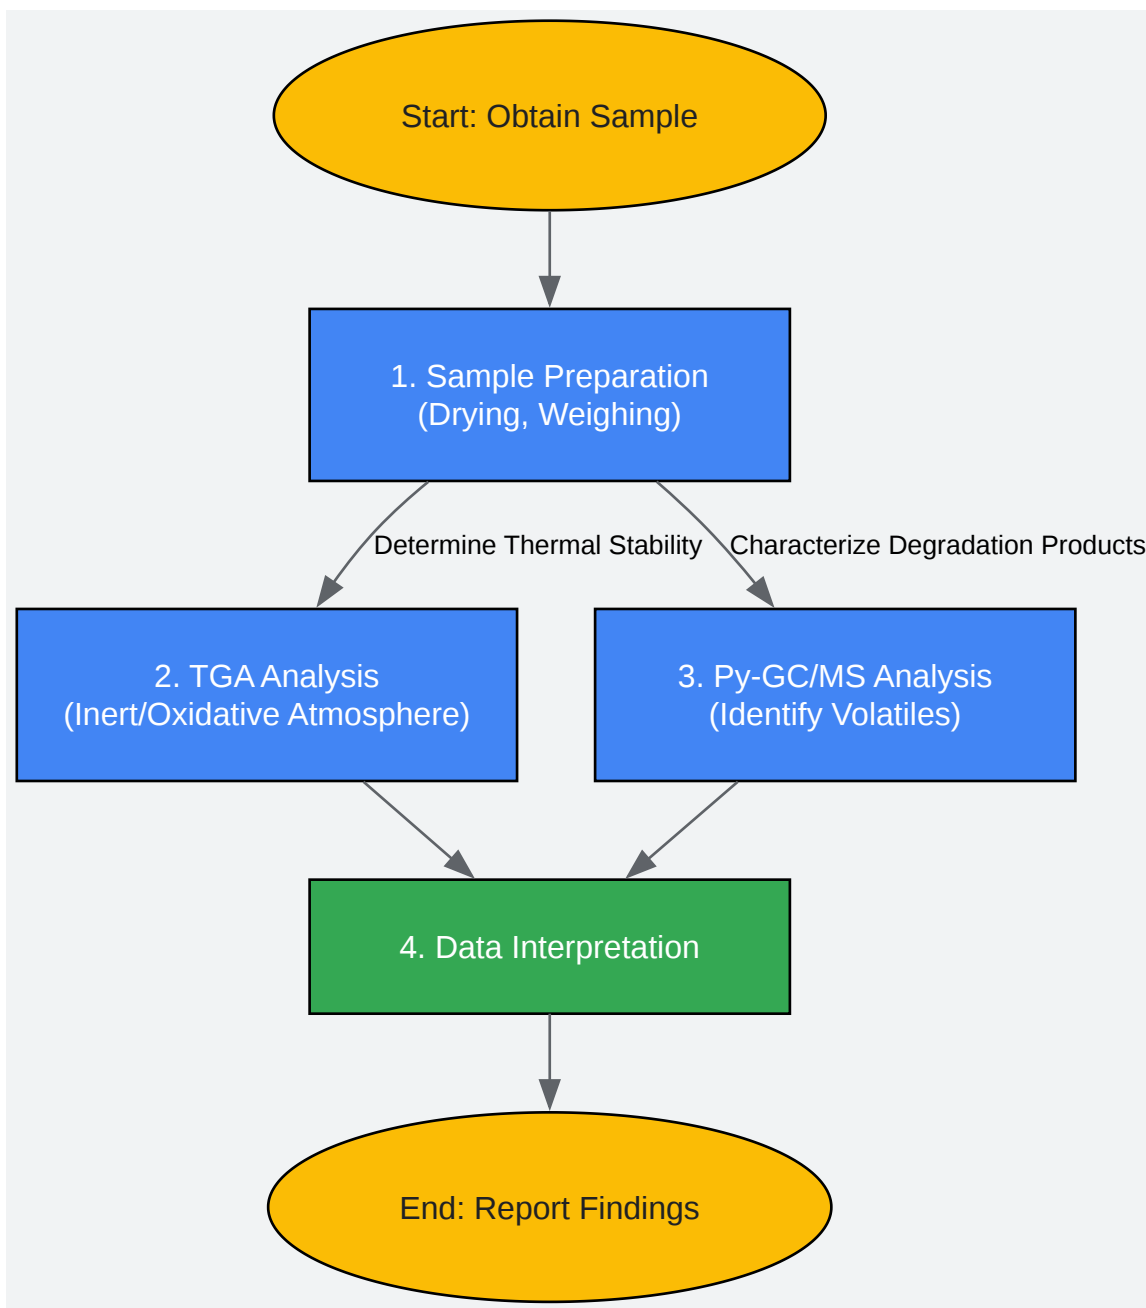 Start: Obtain Sample
1. Sample Preparation
(Drying, Weighing)
Determine Thermal Stability
Characterize Degradation Products
2. TGA Analysis
(Inert/Oxidative Atmosphere)
3. Py-GC/MS Analysis
(Identify Volatiles)
4. Data Interpretation
End: Report Findings